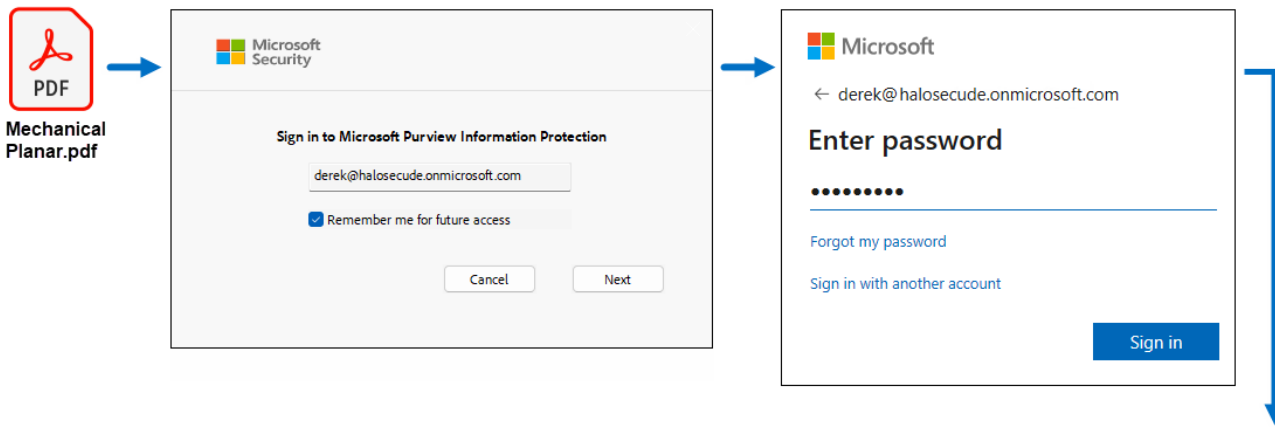 PDF
Mechanical
Planar.pdf
Microsoft
Security
Sign in to Microsoft Purview Information Protection
derek@halosecude.onmicrosoft.com
Remember me for future access
Cancel
Next
Microsoft
← derek@halosecude.onmicrosoft.com
Enter password
•••••••••
Forgot my password
Sign in with another account
Sign in